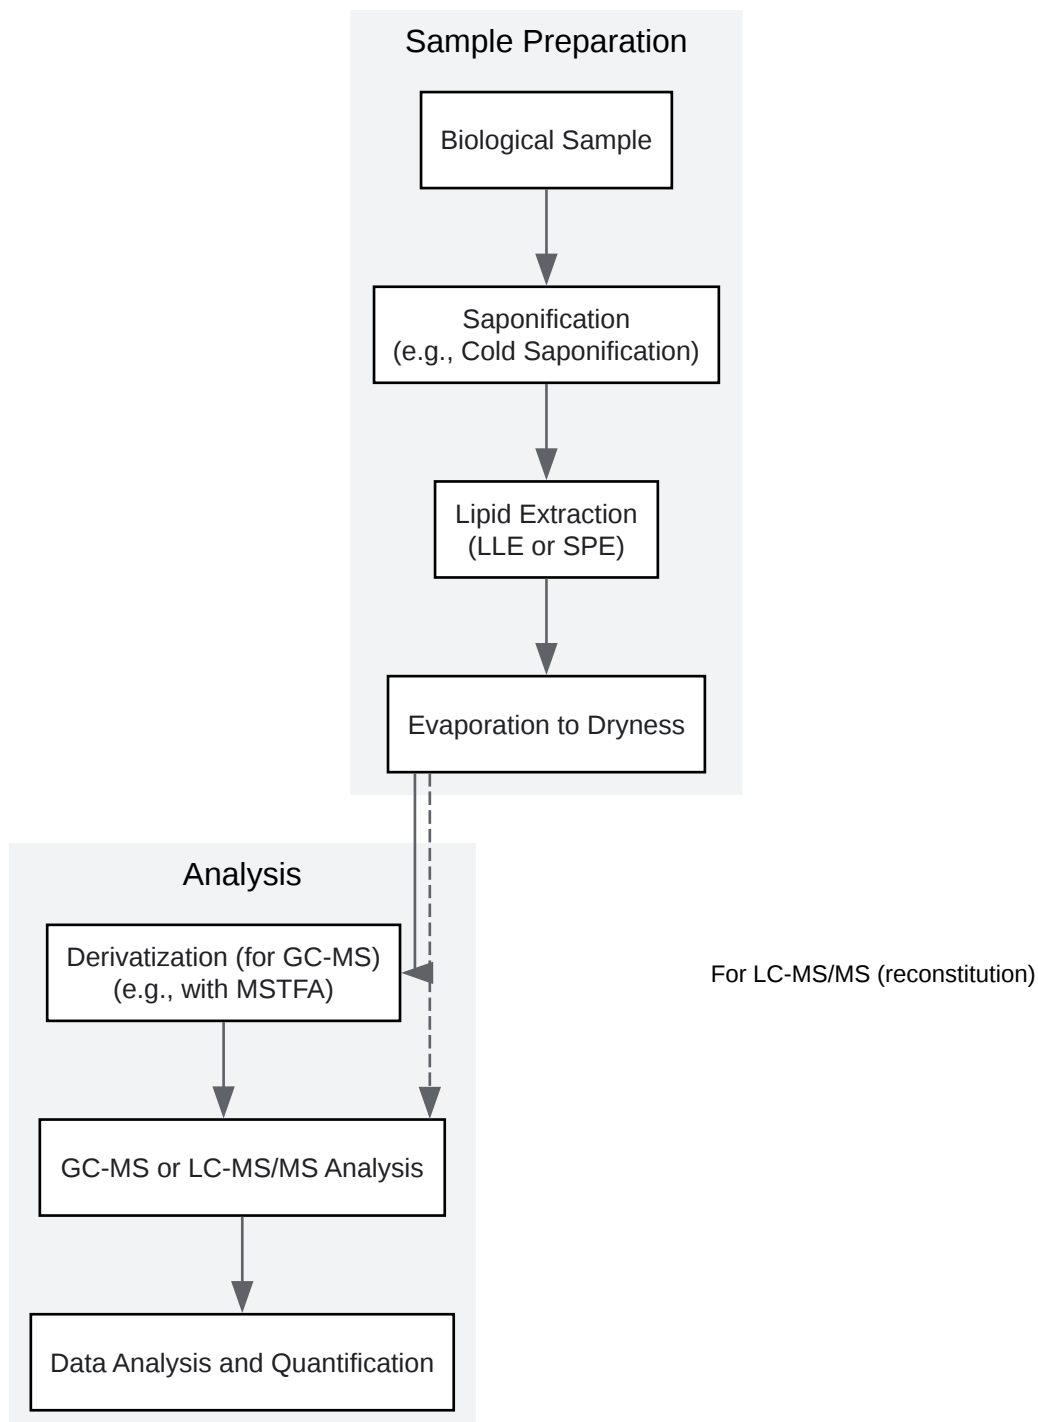 Sample Preparation
Biological Sample
Saponification
(e.g., Cold Saponification)
Lipid Extraction
(LLE or SPE)
Evaporation to Dryness
Analysis
Derivatization (for GC-MS)
(e.g., with MSTFA)
For LC-MS/MS (reconstitution)
GC-MS or LC-MS/MS Analysis
Data Analysis and Quantification